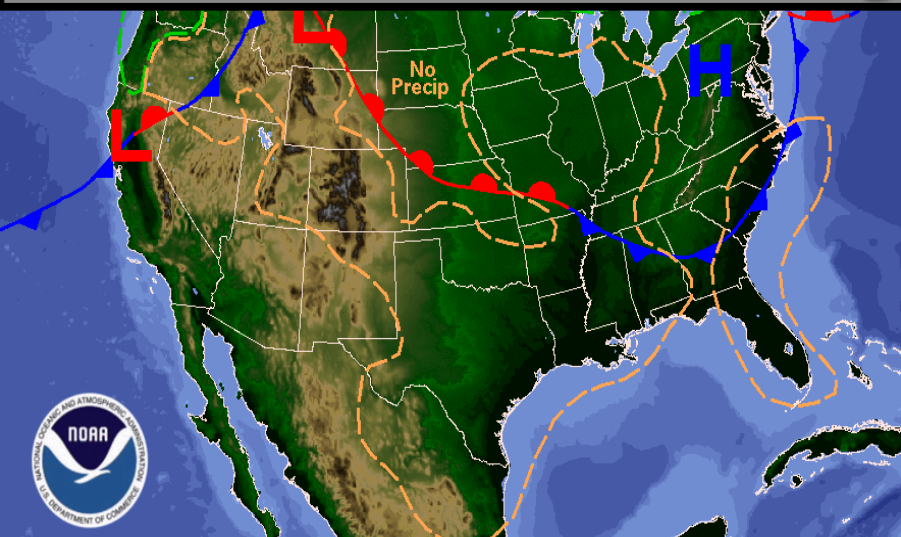 L
H
No
Precip
L
NATIONAL OCEANIC AND ATMOSPHERIC ADMINISTRATION
NOAA
U.S. DEPARTMENT OF COMMERCE